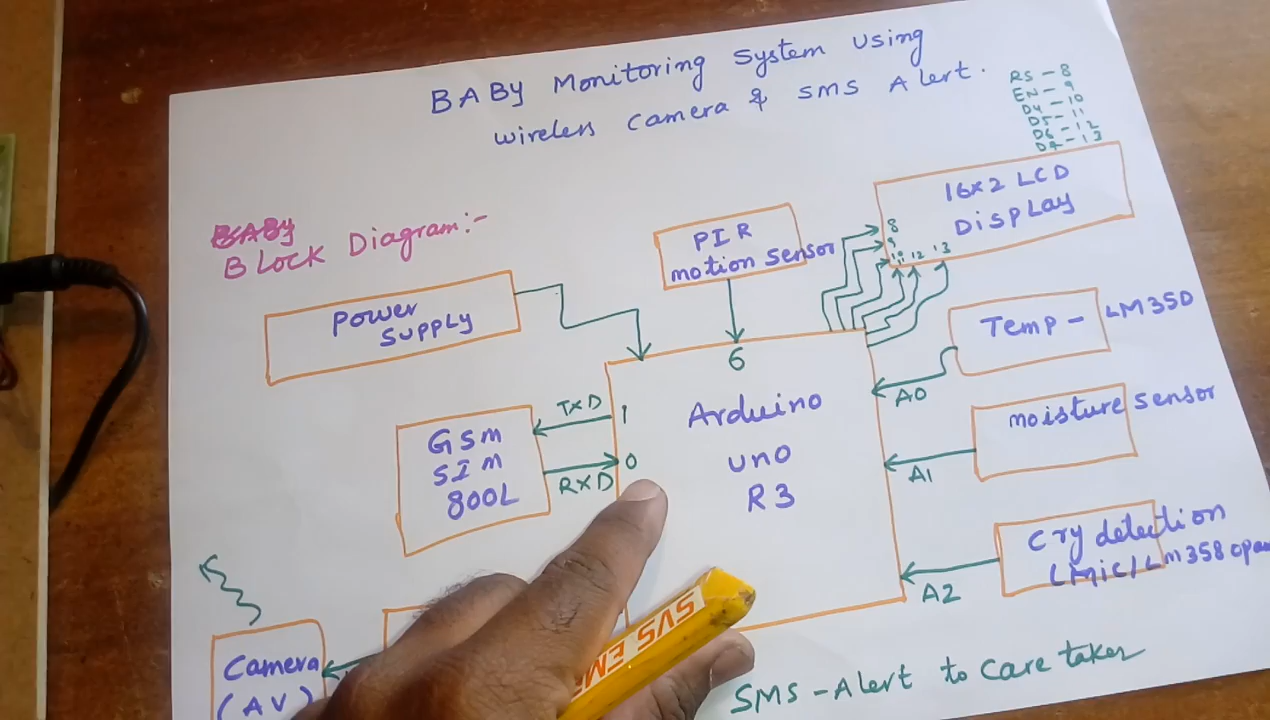 BABy Monitoring System Using
wireless camera & SMS Alert.
RS - 8
EN - 9
D4 - 10
D5 - 11
D6 - 12
D7 - 13
BABy
Block Diagram:-
16x2 LCD
Display
8
9
10
11
12
13
PIR
motion sensor
Power
Supply
Temp - LM35D
6
A0
TXD
1
GSM
SIM
800L
0
RXD
Arduino
UNO
R3
moisture sensor
A1
Cry detection
(Mic/Lm358 opam
A2
Camera
(AV)
SVS EME
SMS - Alert to Care taker